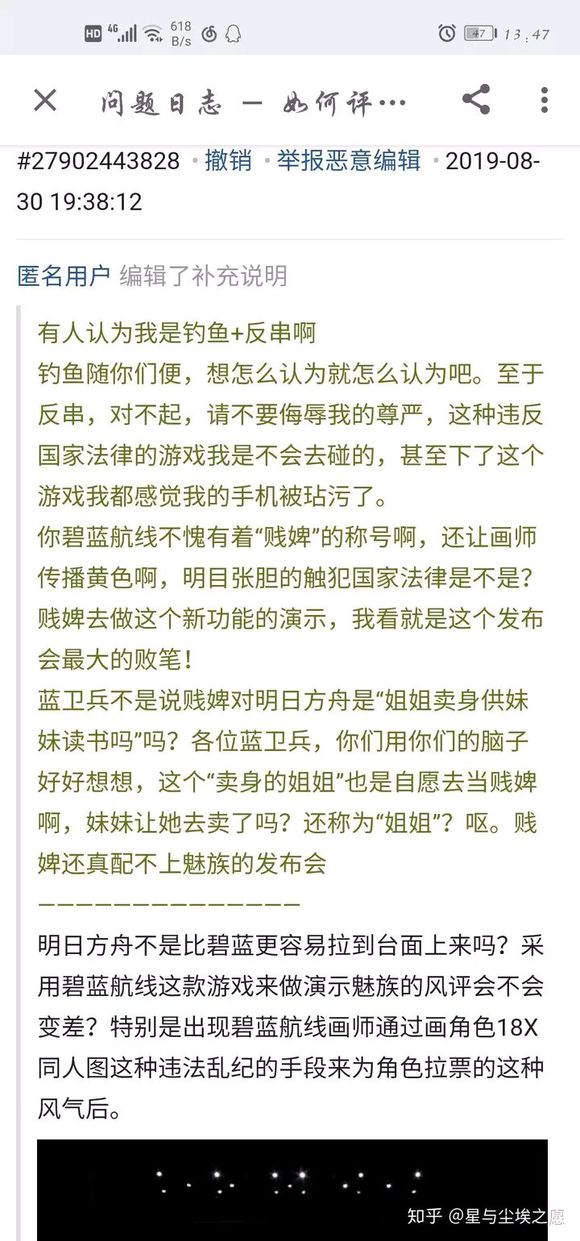 HD 4G 618 B/s 47 13.47
问题日志 — 如何评…
#27902443828 • 撤销 • 举报恶意编辑 • 2019-08-
30 19:38:12
匿名用户 编辑了补充说明
有人认为我是钓鱼+反串啊
钓鱼随你们便，想怎么认为就怎么认为吧。至于
反串，对不起，请不要侮辱我的尊严，这种违反
国家法律的游戏我是不会去碰的，甚至下了这个
游戏我都感觉我的手机被玷污了。
你碧蓝航线不愧有着“贱婢”的称号啊，还让画师
传播黄色啊，明目张胆的触犯国家法律是不是？
贱婢去做这个新功能的演示，我看就是这个发布
会最大的败笔！
蓝卫兵不是说贱婢对明日方舟是“姐姐卖身供妹
妹读书吗”吗？各位蓝卫兵，你们用你们的脑子
好好想想，这个“卖身的姐姐”也是自愿去当贱婢
啊，妹妹让她去卖了吗？还称为“姐姐”？呕。贱
婢还真配不上魅族的发布会
——————————————
明日方舟不是比碧蓝更容易拉到台面上来吗？采
用碧蓝航线这款游戏来做演示魅族的风评会不会
变差？特别是出现碧蓝航线画师通过画角色18X
同人图这种违法乱纪的手段来为角色拉票的这种
风气后。
知乎 @星与尘埃之愿